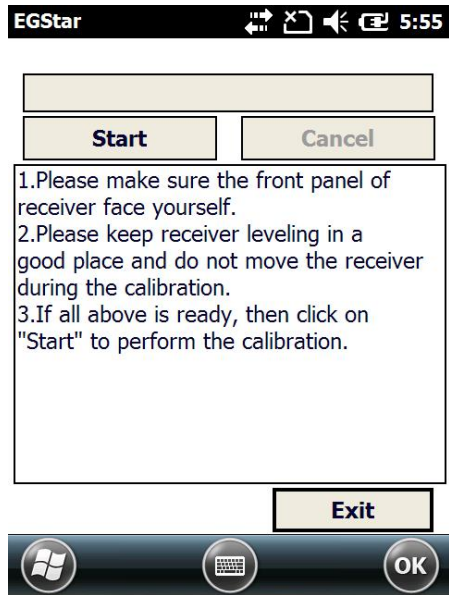 EGStar 5:55
Start Cancel
1.Please make sure the front panel of
receiver face yourself.
2.Please keep receiver leveling in a
good place and do not move the receiver
during the calibration.
3.If all above is ready, then click on
"Start" to perform the calibration.
Exit
OK